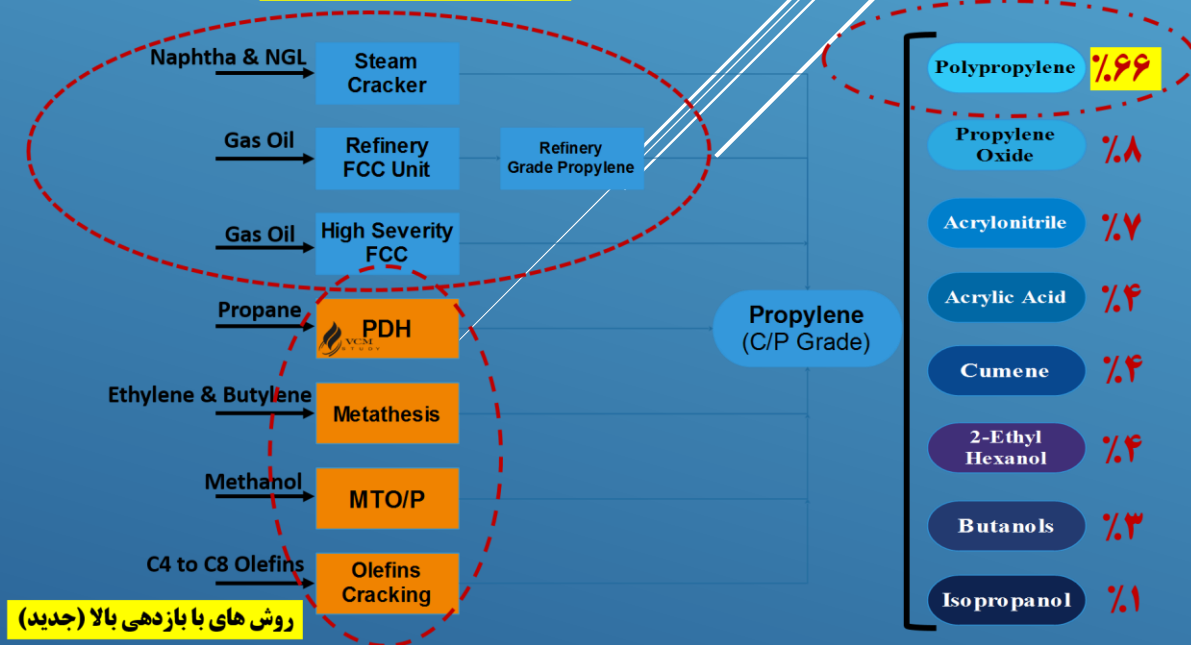 Naphtha & NGL
Steam
Cracker
Gas Oil
Refinery
FCC Unit
Refinery
Grade Propylene
Gas Oil
High Severity
FCC
Propane
PDH
VCM
STUDY
Ethylene & Butylene
Metathesis
Methanol
MTO/P
C4 to C8 Olefins
Olefins
Cracking
روش های با بازدهی بالا (جدید)
Propylene
(C/P Grade)
Polypropylene
%۶۶
Propylene
Oxide
%۸
Acrylonitrile
%۷
Acrylic Acid
%۴
Cumene
%۴
2-Ethyl
Hexanol
%۴
Butanols
%۳
Isopropanol
%۱